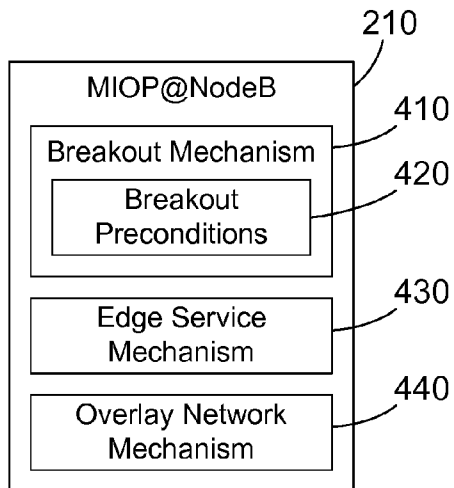 210
MIOP@NodeB
410
Breakout Mechanism
420
Breakout
Preconditions
430
Edge Service
Mechanism
440
Overlay Network
Mechanism